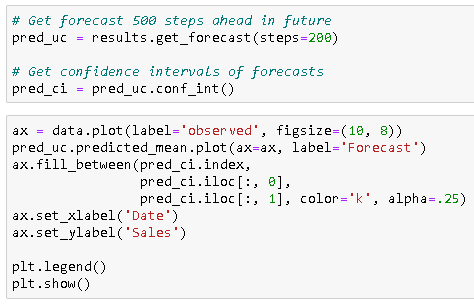 # Get forecast 500 steps ahead in future
pred_uc = results.get_forecast(steps=200)
# Get confidence intervals of forecasts
pred_ci = pred_uc.conf_int()
ax = data.plot(label='observed', figsize=(10, 8))
pred_uc.predicted_mean.plot(ax=ax, label='Forecast')
ax.fill_between(pred_ci.index,
pred_ci.iloc[:, 0],
pred_ci.iloc[:, 1], color='k', alpha=.25)
ax.set_xlabel('Date')
ax.set_ylabel('Sales')
plt.legend()
plt.show()